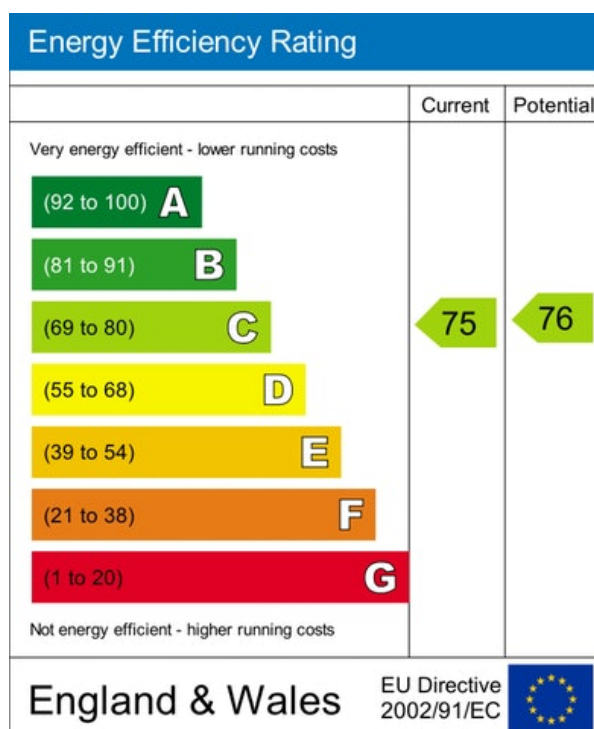 Energy Efficiency Rating
Current Potential
Very energy efficient - lower running costs
(92 to 100) A
(81 to 91) B
(69 to 80) C 75 76
(55 to 68) D
(39 to 54) E
(21 to 38) F
(1 to 20) G
Not energy efficient - higher running costs
England & Wales
EU Directive
2002/91/EC